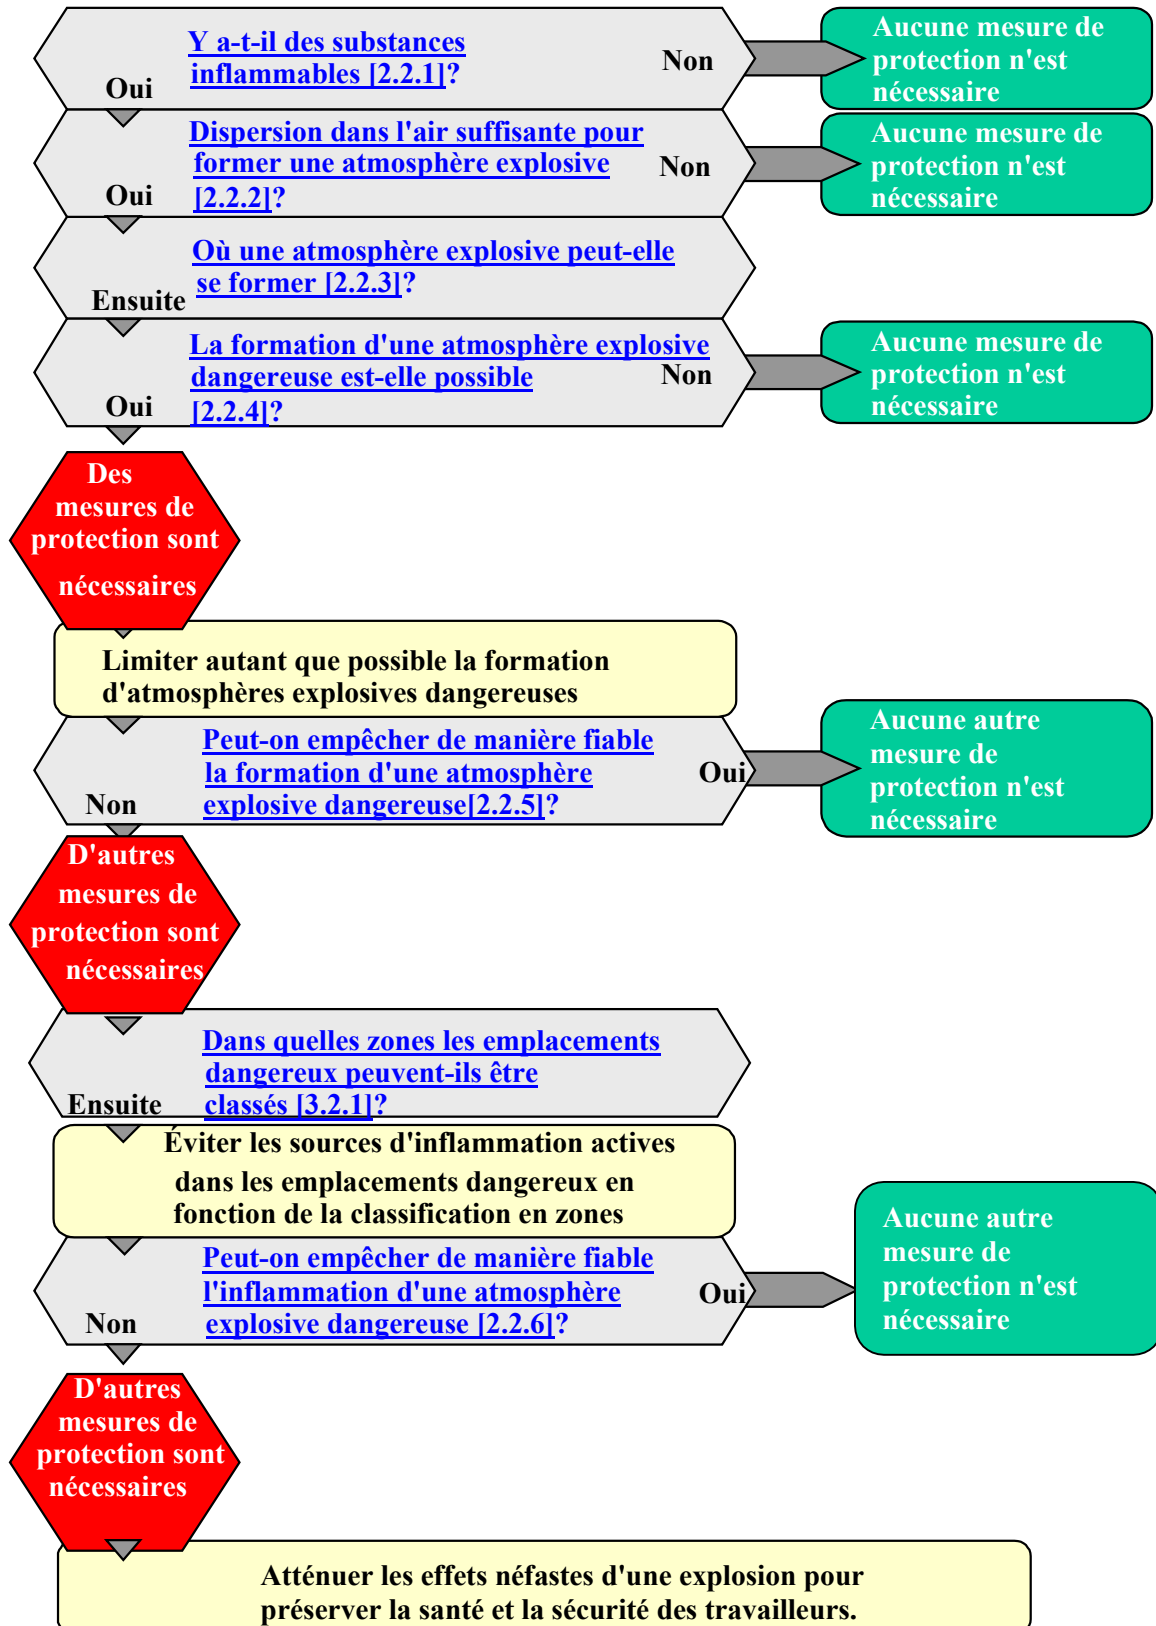 Y a-t-il des substances
inflammables [2.2.1]?
Oui
Non
Aucune mesure de
protection n'est
nécessaire
Dispersion dans l'air suffisante pour
former une atmosphère explosive
[2.2.2]?
Oui
Non
Aucune mesure de
protection n'est
nécessaire
Où une atmosphère explosive peut-elle
se former [2.2.3]?
Ensuite
La formation d'une atmosphère explosive
dangereuse est-elle possible
[2.2.4]?
Oui
Non
Aucune mesure de
protection n'est
nécessaire
Des
mesures de
protection sont
nécessaires
Limiter autant que possible la formation
d'atmosphères explosives dangereuses
Peut-on empêcher de manière fiable
la formation d'une atmosphère
explosive dangereuse[2.2.5]?
Non
Oui
Aucune autre
mesure de
protection n'est
nécessaire
D'autres
mesures de
protection sont
nécessaires
Dans quelles zones les emplacements
dangereux peuvent-ils être
classés [3.2.1]?
Ensuite
Éviter les sources d'inflammation actives
dans les emplacements dangereux en
fonction de la classification en zones
Peut-on empêcher de manière fiable
l'inflammation d'une atmosphère
explosive dangereuse [2.2.6]?
Non
Oui
Aucune autre
mesure de
protection n'est
nécessaire
D'autres
mesures de
protection sont
nécessaires
Atténuer les effets néfastes d'une explosion pour
préserver la santé et la sécurité des travailleurs.